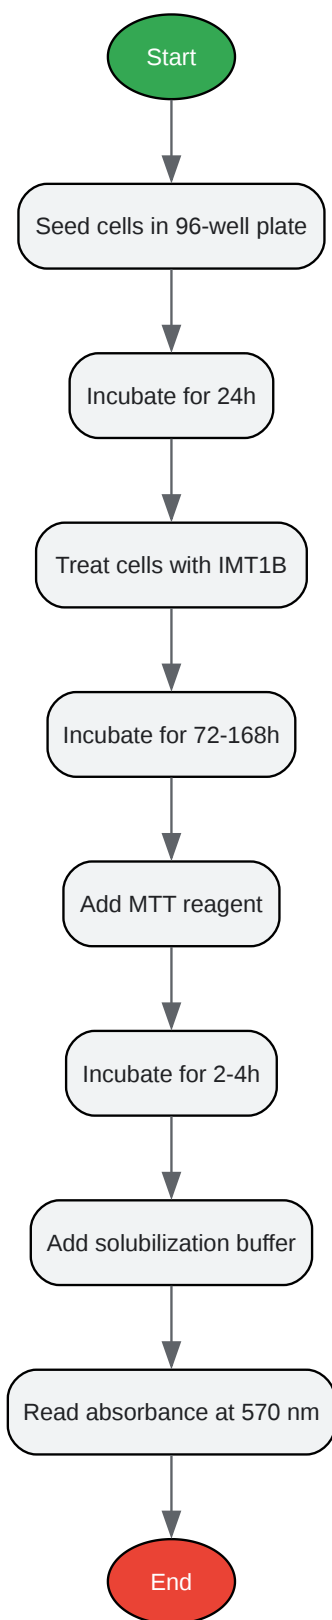 Start
Seed cells in 96-well plate
Incubate for 24h
Treat cells with IMT1B
Incubate for 72-168h
Add MTT reagent
Incubate for 2-4h
Add solubilization buffer
Read absorbance at 570 nm
End